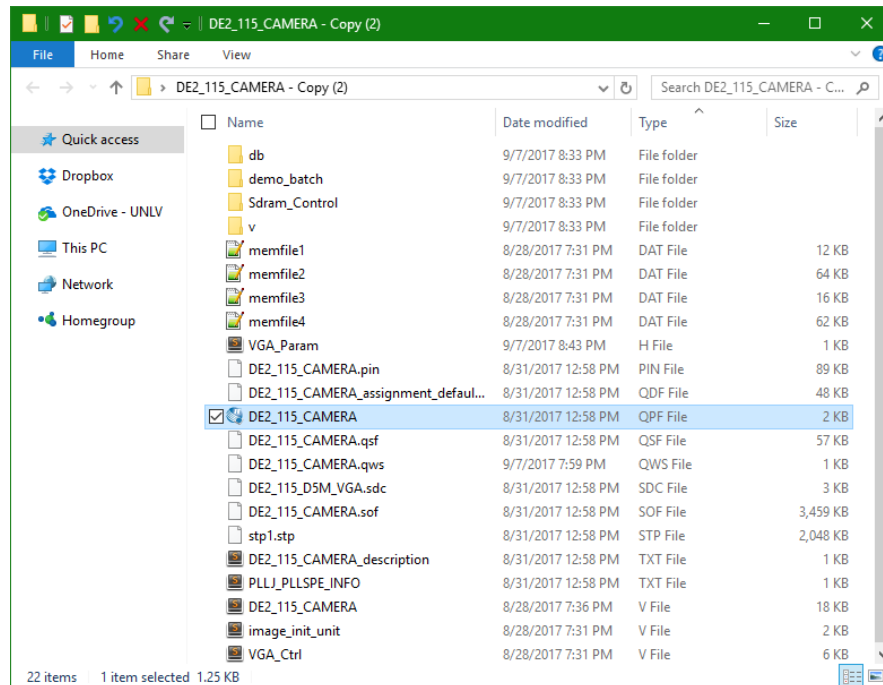 DE2_115_CAMERA - Copy (2)
File Home Share View
DE2_115_CAMERA - Copy (2) Search DE2_115_CAMERA - C...
Name Date modified Type Size
Quick access
Dropbox
OneDrive - UNLV
This PC
Network
Homegroup
db 9/7/2017 8:33 PM File folder
demo_batch 9/7/2017 8:33 PM File folder
Sdram_Control 9/7/2017 8:33 PM File folder
v 9/7/2017 8:33 PM File folder
memfile1 8/28/2017 7:31 PM DAT File 12 KB
memfile2 8/28/2017 7:31 PM DAT File 64 KB
memfile3 8/28/2017 7:31 PM DAT File 16 KB
memfile4 8/28/2017 7:31 PM DAT File 62 KB
VGA_Param 9/7/2017 8:43 PM H File 1 KB
DE2_115_CAMERA.pin 8/31/2017 12:58 PM PIN File 89 KB
DE2_115_CAMERA_assignment_defaul... 8/31/2017 12:58 PM QDF File 48 KB
DE2_115_CAMERA 8/31/2017 12:58 PM QPF File 2 KB
DE2_115_CAMERA.qsf 8/31/2017 12:58 PM QSF File 57 KB
DE2_115_CAMERA.qws 9/7/2017 7:59 PM QWS File 1 KB
DE2_115_D5M_VGA.sdc 8/31/2017 12:58 PM SDC File 3 KB
DE2_115_CAMERA.sof 8/31/2017 12:58 PM SOF File 3,459 KB
stp1.stp 8/31/2017 12:58 PM STP File 2,048 KB
DE2_115_CAMERA_description 8/31/2017 12:58 PM TXT File 1 KB
PLLJ_PLLSPE_INFO 8/31/2017 12:58 PM TXT File 1 KB
DE2_115_CAMERA 8/28/2017 7:36 PM V File 18 KB
image_init_unit 8/28/2017 7:31 PM V File 2 KB
VGA_Ctrl 8/28/2017 7:31 PM V File 6 KB
22 items 1 item selected 1.25 KB